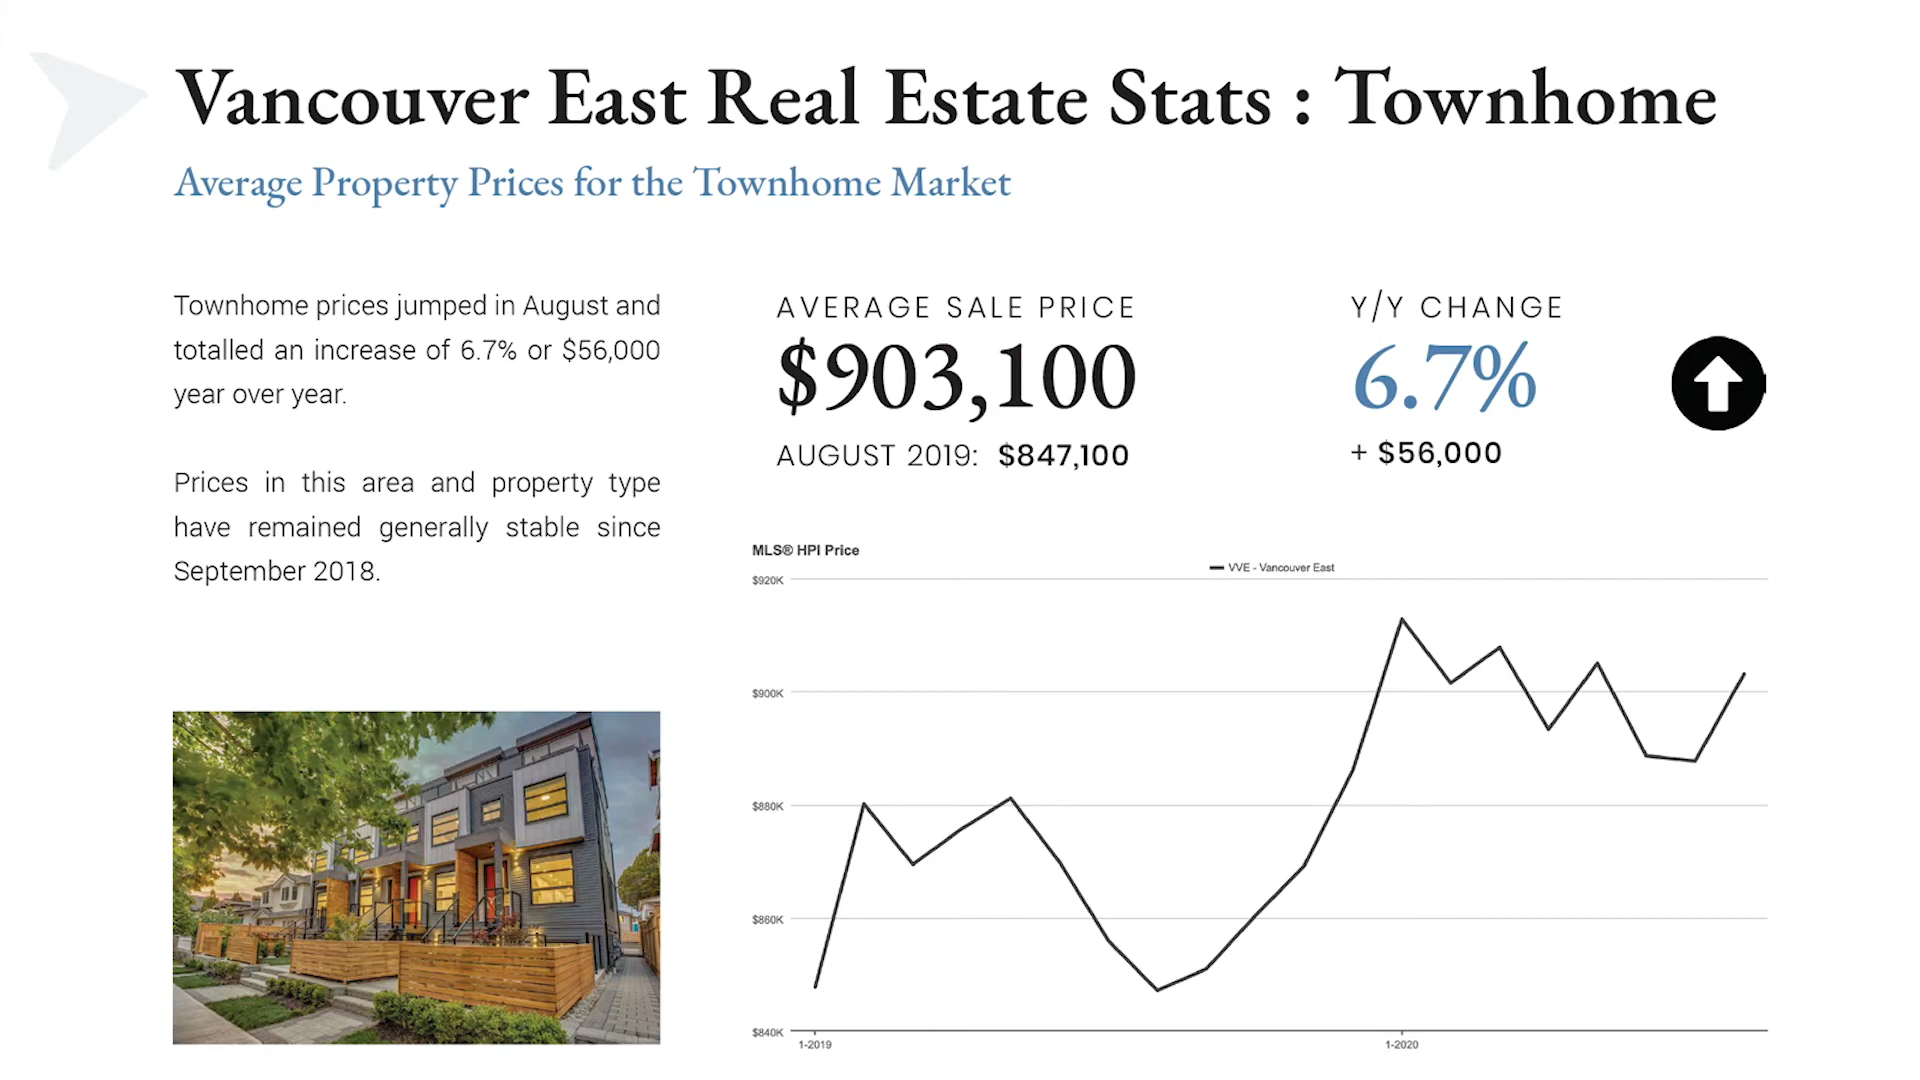 Vancouver East Real Estate Stats : Townhome
Average Property Prices for the Townhome Market
Townhome prices jumped in August and
totalled an increase of 6.7% or $56,000
year over year.
Prices in this area and property type
have remained generally stable since
September 2018.
AVERAGE SALE PRICE
$903,100
AUGUST 2019: $847,100
Y/Y CHANGE
6.7%
+ $56,000
MLS® HPI Price
VVE - Vancouver East
$920K
$900K
$880K
$860K
$840K
1-2019
1-2020